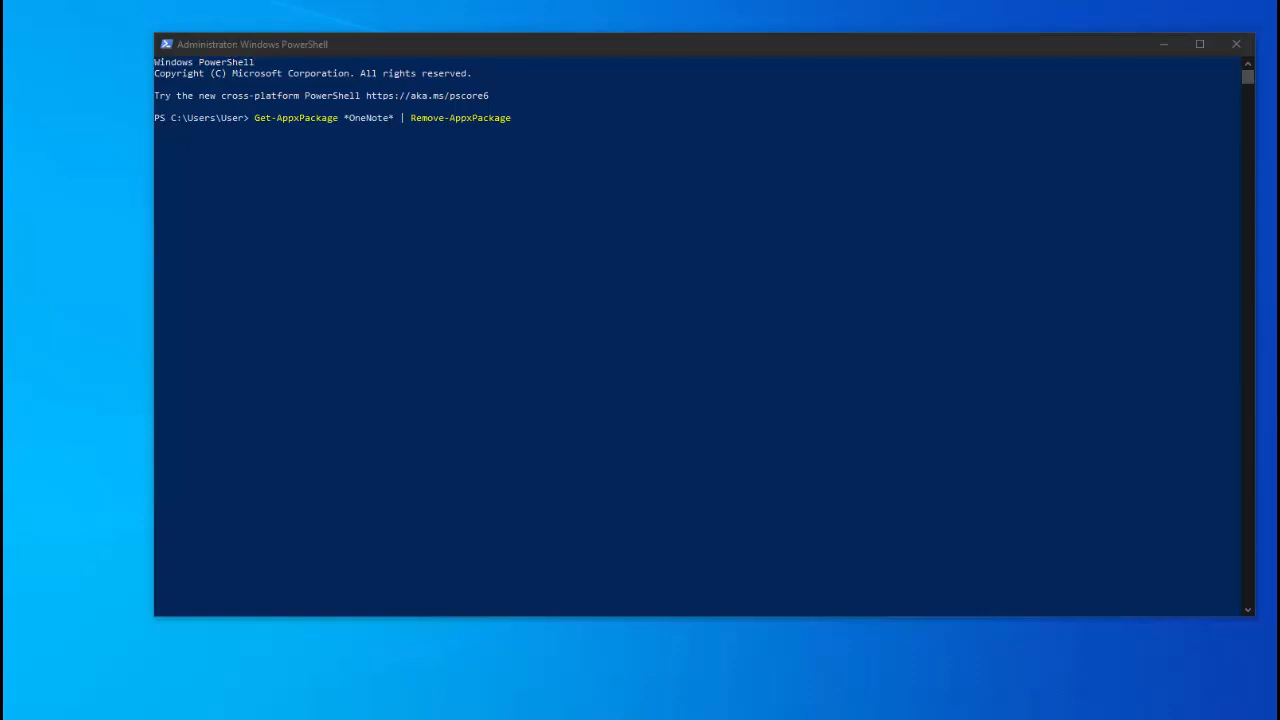 Administrator: Windows PowerShell
Windows PowerShell
Copyright (C) Microsoft Corporation. All rights reserved.
Try the new cross-platform PowerShell https://aka.ms/pscore6
PS C:\Users\User> Get-AppxPackage *OneNote* | Remove-AppxPackage